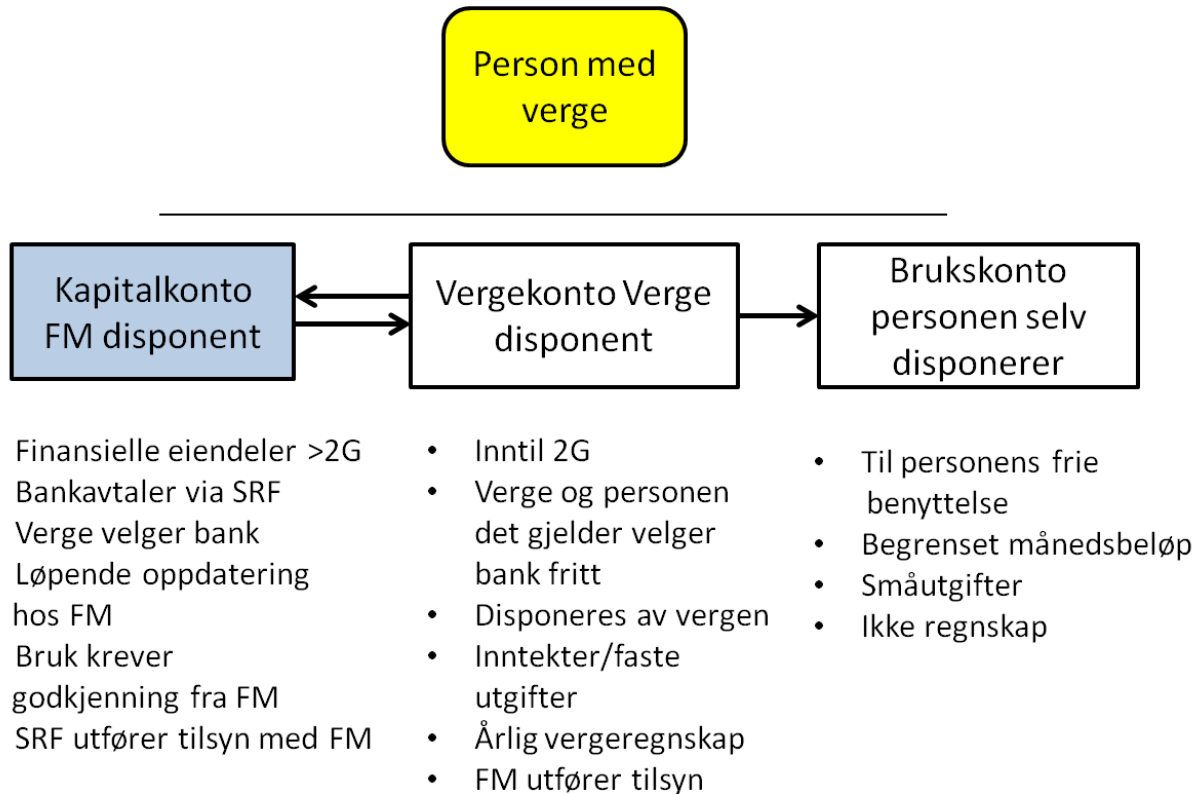 Person med
verge
Kapitalkonto
FM disponent
Vergekonto Verge
disponent
Brukskonto
personen selv
disponerer
Finansielle eiendeler >2G
Bankavtaler via SRF
Verge velger bank
Løpende oppdatering
hos FM
Bruk krever
godkjenning fra FM
SRF utfører tilsyn med FM
• Inntil 2G
• Verge og personen
det gjelder velger
bank fritt
• Disponeres av vergen
• Inntekter/faste
utgifter
• Årlig vergeregnskap
• FM utfører tilsyn
• Til personens frie
benyttelse
• Begrenset månedsbeløp
• Småutgifter
• Ikke regnskap